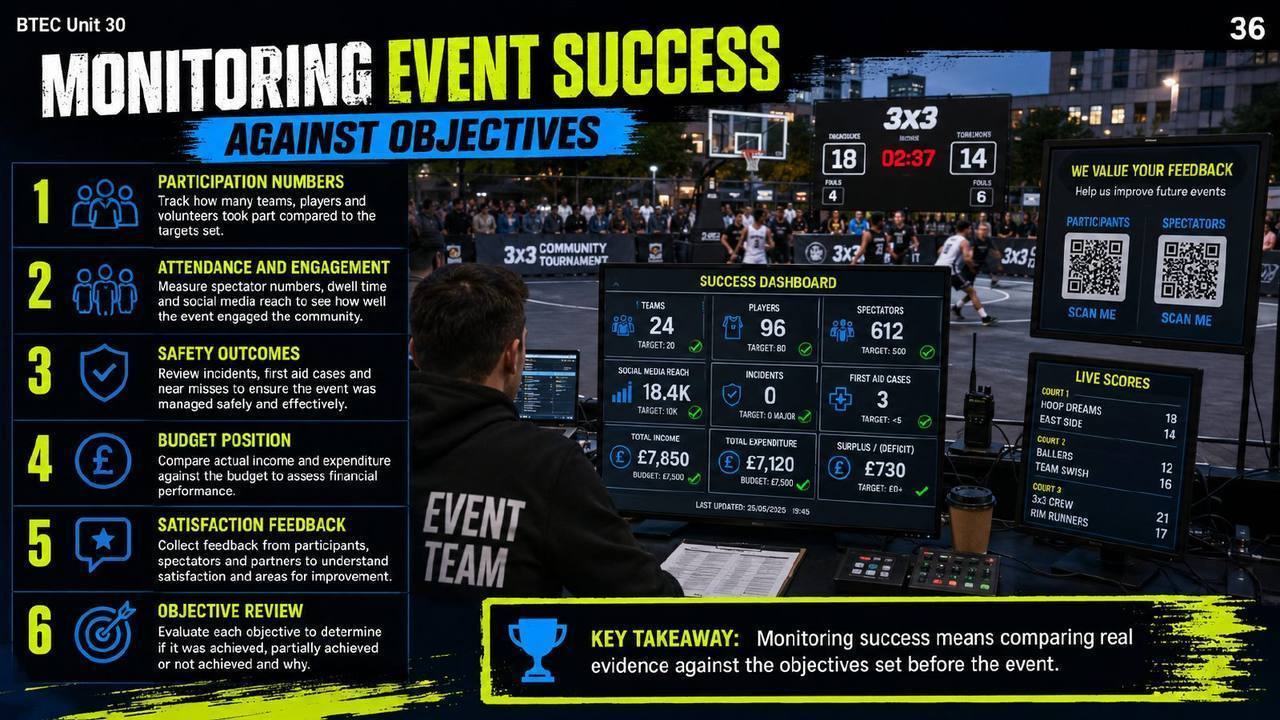 BTEC Unit 30
36
MONITORING EVENT SUCCESS
AGAINST OBJECTIVES
1
PARTICIPATION NUMBERS
Track how many teams, players and
volunteers took part compared to the
targets set.
2
ATTENDANCE AND ENGAGEMENT
Measure spectator numbers, dwell time
and social media reach to see how well
the event engaged the community.
3
SAFETY OUTCOMES
Review incidents, first aid cases and
near misses to ensure the event was
managed safely and effectively.
4
BUDGET POSITION
Compare actual income and expenditure
against the budget to assess financial
performance.
5
SATISFACTION FEEDBACK
Collect feedback from participants,
spectators and partners to understand
satisfaction and areas for improvement.
6
OBJECTIVE REVIEW
Evaluate each objective to determine
if it was achieved, partially achieved
or not achieved and why.
3x3
18
02:37
14
FOULS
4
FOULS
6
3x3 COMMUNITY
TOURNAMENT
3x3
3x3
EVENT
TEAM
SUCCESS DASHBOARD
TEAMS
24
TARGET: 20
PLAYERS
96
TARGET: 80
SPECTATORS
612
TARGET: 500
SOCIAL MEDIA REACH
18.4K
TARGET: 10K
INCIDENTS
0
TARGET: 0 MAJOR
FIRST AID CASES
3
TARGET: <5
TOTAL INCOME
£7,850
BUDGET: £7,500
TOTAL EXPENDITURE
£7,120
BUDGET: £7,500
SURPLUS / (DEFICIT)
£730
TARGET: £0+
LAST UPDATED: 25/05/2025 19:45
WE VALUE YOUR FEEDBACK
Help us improve future events
PARTICIPANTS
SCAN ME
SPECTATORS
SCAN ME
LIVE SCORES
COURT 1
HOOP DREAMS 18
EAST SIDE 14
COURT 2
BALLERS 12
TEAM SWISH 16
COURT 3
3x3 CREW 21
RIM RUNNERS 17
KEY TAKEAWAY: Monitoring success means comparing real
evidence against the objectives set before the event.